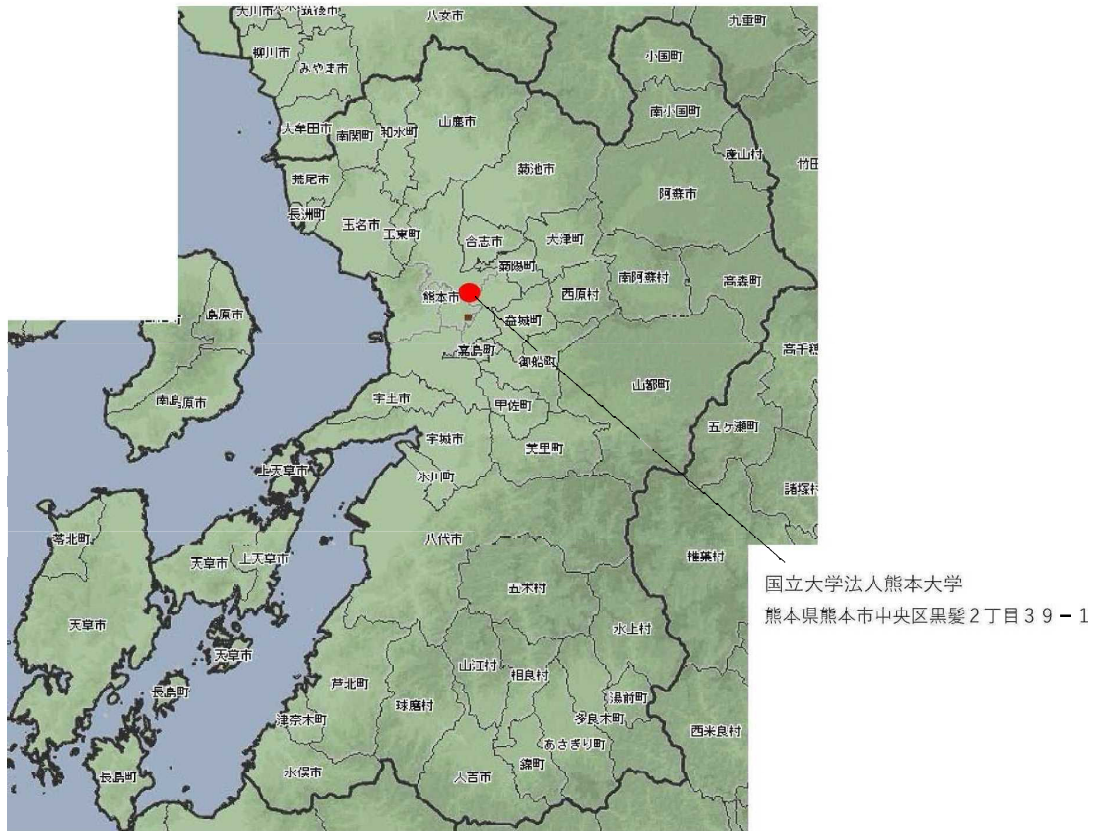 大川市
筑後市
八女市
九重町
柳川市
みやま市
小国町
大牟田市
南関町
和水町
山鹿市
南小国町
産山村
竹田
菊池市
荒尾市
阿蘇市
長洲町
玉名市
玉東町
合志市
大津町
菊陽町
南阿蘇村
高森町
熊本市
西原村
島原市
益城町
嘉島町
御船町
高千穂
山都町
南島原市
宇土市
甲佐町
五ヶ瀬町
宇城市
美里町
上天草市
氷川町
諸塚村
苓北町
八代市
天草市
上天草市
椎葉村
国立大学法人熊本大学
五木村
熊本県熊本市中央区黒髪2丁目39-1
天草市
水上村
天草市
山江村
相良村
芦北町
長島町
球磨村
湯前町
津奈木町
多良木町
西米良村
あさぎり町
錦町
水俣市
人吉市
長島町